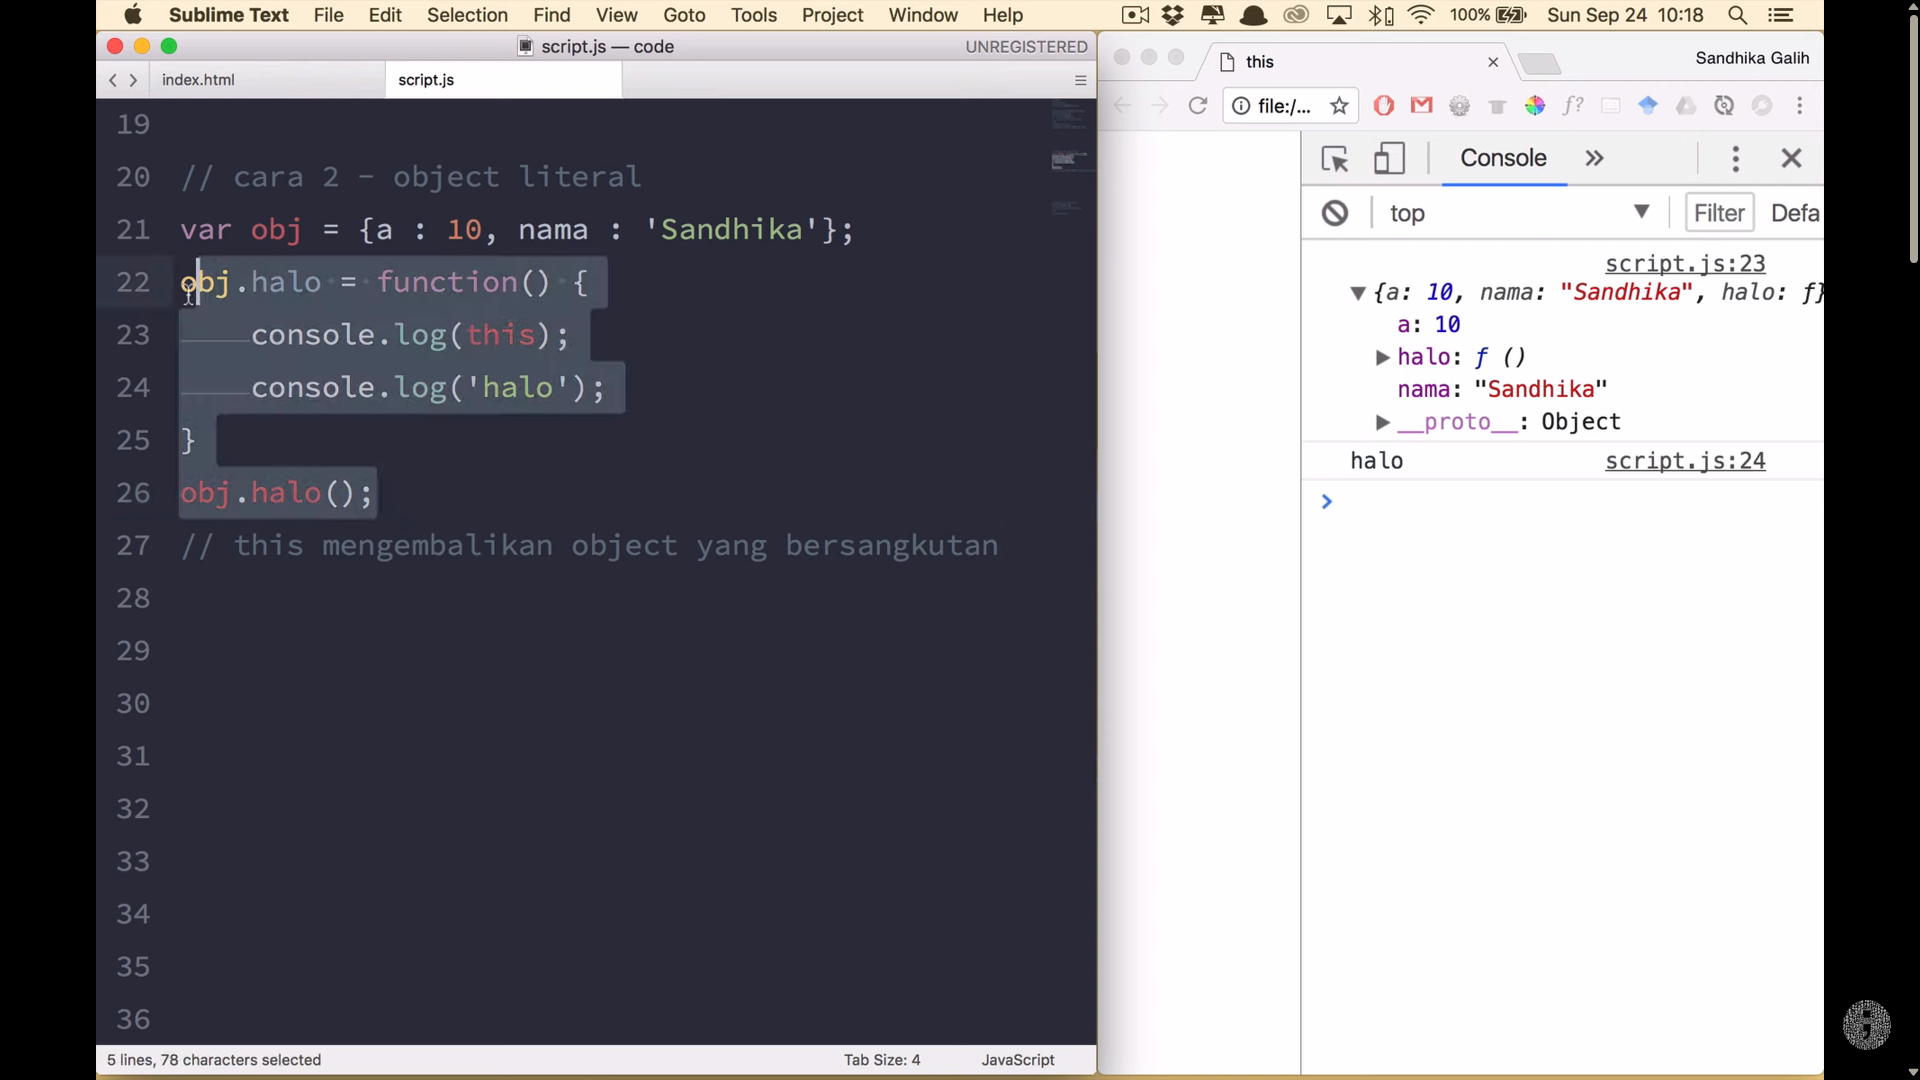 Sublime Text File Edit Selection Find View Goto Tools Project Window Help 100% Sun Sep 24 10:18
script.js — code UNREGISTERED
index.html script.js
19
20 // cara 2 - object literal
21 var obj = {a : 10, nama : 'Sandhika'};
22 obj.halo = function() {
23 console.log(this);
24 console.log('halo');
25 }
26 obj.halo();
27 // this mengembalikan object yang bersangkutan
28
29
30
31
32
33
34
35
36
5 lines, 78 characters selected Tab Size: 4 JavaScript
this Sandhika Galih
file:/...
f?
Console
top Filter Defa
script.js:23
{a: 10, nama: "Sandhika", halo: ƒ}
a: 10
halo: ƒ ()
nama: "Sandhika"
__proto__: Object
halo script.js:24